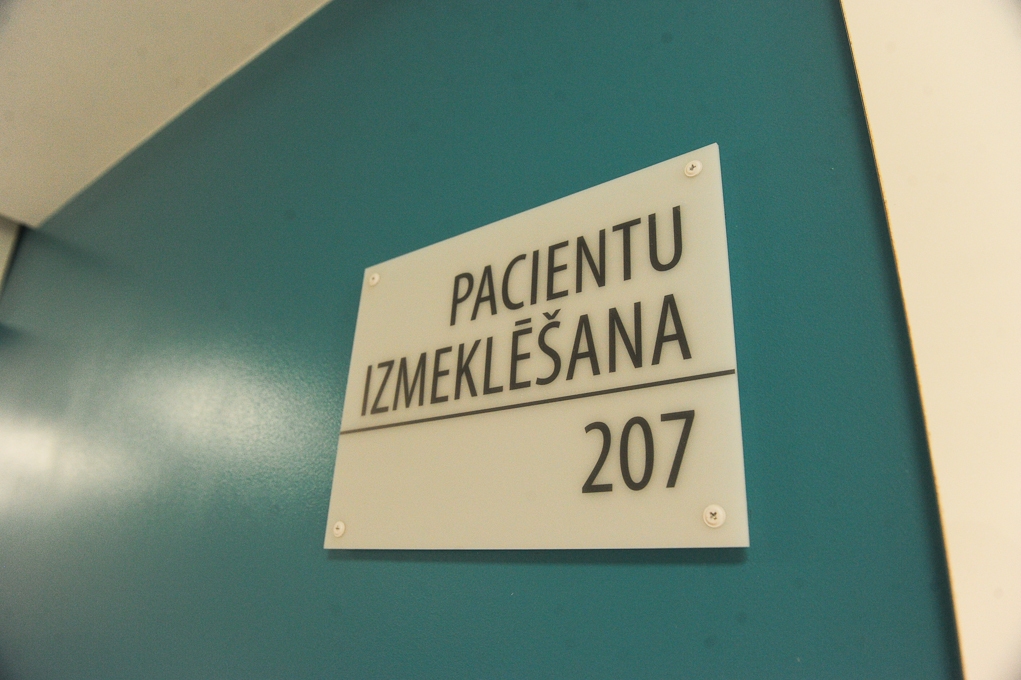 PACIENTU
IZMEKLĒŠANA
207